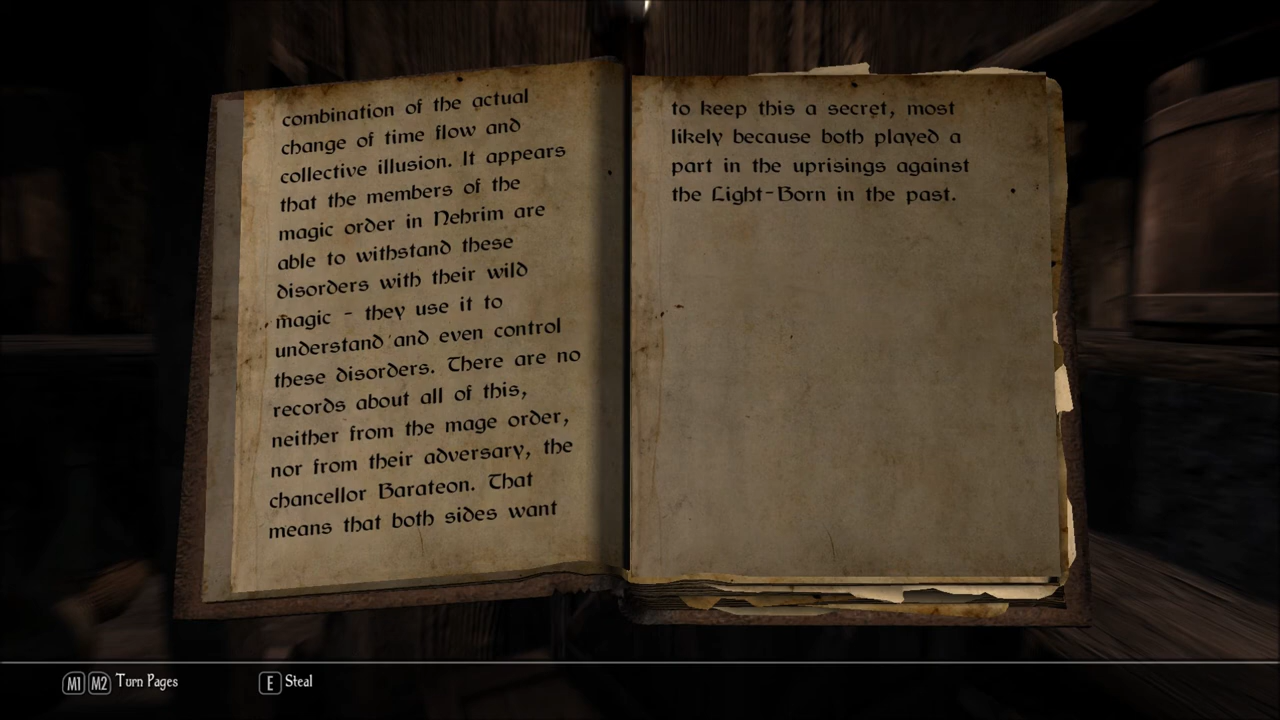 combination of the actual
change of time flow and
collective illusion. It appears
that the members of the
magic order in Nehrim are
able to withstand these
disorders with their wild
magic - they use it to
understand and even control
these disorders. There are no
records about all of this,
neither from the mage order,
nor from their adversary, the
chancellor Barateon. That
means that both sides want
to keep this a secret, most
likely because both played a
part in the uprisings against
the Light-Born in the past.
M1 M2 Turn Pages
E Steal